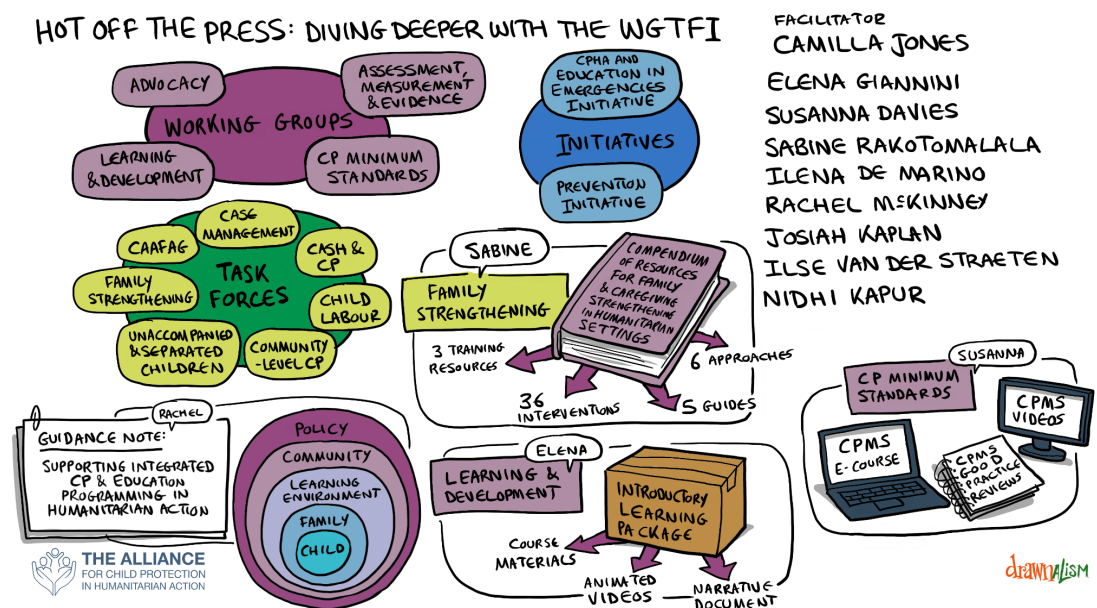 HOT OFF THE PRESS: DIVING DEEPER WITH THE WGTFI
FACILITATOR
CAMILLA JONES
ELENA GIANNINI
SUSANNA DAVIES
SABINE RAKOTOMALALA
ILENA DE MARINO
RACHEL McKINNEY
JOSIAH KAPLAN
ILSE VAN DER STRAETEN
NIDHI KAPUR
ADVOCACY
ASSESSMENT,
MEASUREMENT
& EVIDENCE
WORKING GROUPS
LEARNING
& DEVELOPMENT
CP MINIMUM
STANDARDS
CPHA AND
EDUCATION IN
EMERGENCIES
INITIATIVE
INITIATIVES
PREVENTION
INITIATIVE
CASE
MANAGEMENT
CAAFAG
CASH &
CP
TASK
FORCES
FAMILY
STRENGTHENING
CHILD
LABOUR
UNACCOMPANIED
& SEPARATED
CHILDREN
COMMUNITY
-LEVEL CP
SABINE
FAMILY
STRENGTHENING
COMPENDIUM
OF RESOURCES
FOR FAMILY
& CAREGIVING
STRENGTHENING
IN HUMANITARIAN
SETTINGS
3 TRAINING
RESOURCES
36
INTERVENTIONS
5 GUIDES
6 APPROACHES
SUSANNA
CP MINIMUM
STANDARDS
CPMS
E-COURSE
CPMS
GOOD
PRACTICE
REVIEWS
CPMS
VIDEOS
RACHEL
GUIDANCE NOTE:
SUPPORTING INTEGRATED
CP & EDUCATION
PROGRAMMING IN
HUMANITARIAN ACTION
POLICY
COMMUNITY
LEARNING
ENVIRONMENT
FAMILY
CHILD
ELENA
LEARNING &
DEVELOPMENT
INTRODUCTORY
LEARNING
PACKAGE
COURSE
MATERIALS
ANIMATED
VIDEOS
NARRATIVE
DOCUMENT
THE ALLIANCE
FOR CHILD PROTECTION
IN HUMANITARIAN ACTION
drawnalism